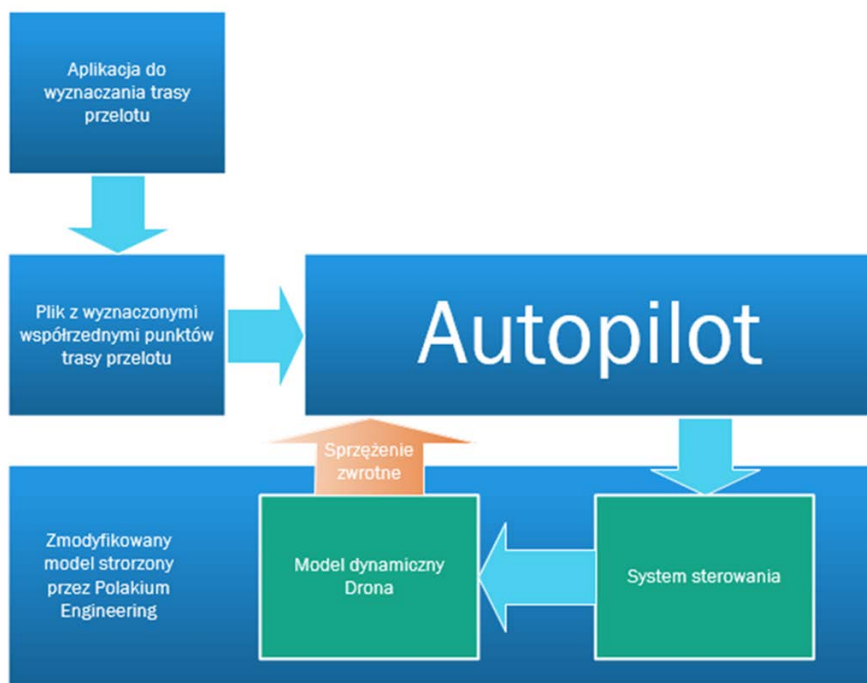 Aplikacja do
wyznaczania trasy
przelotu
Plik z wyznaczonymi
współrzednymi punktów
trasy przelotu
Autopilot
Sprzężenie
zwrotne
Zmodyfikowany
model strorzony
przez Polakium
Engineering
Model dynamiczny
Drona
System sterowania